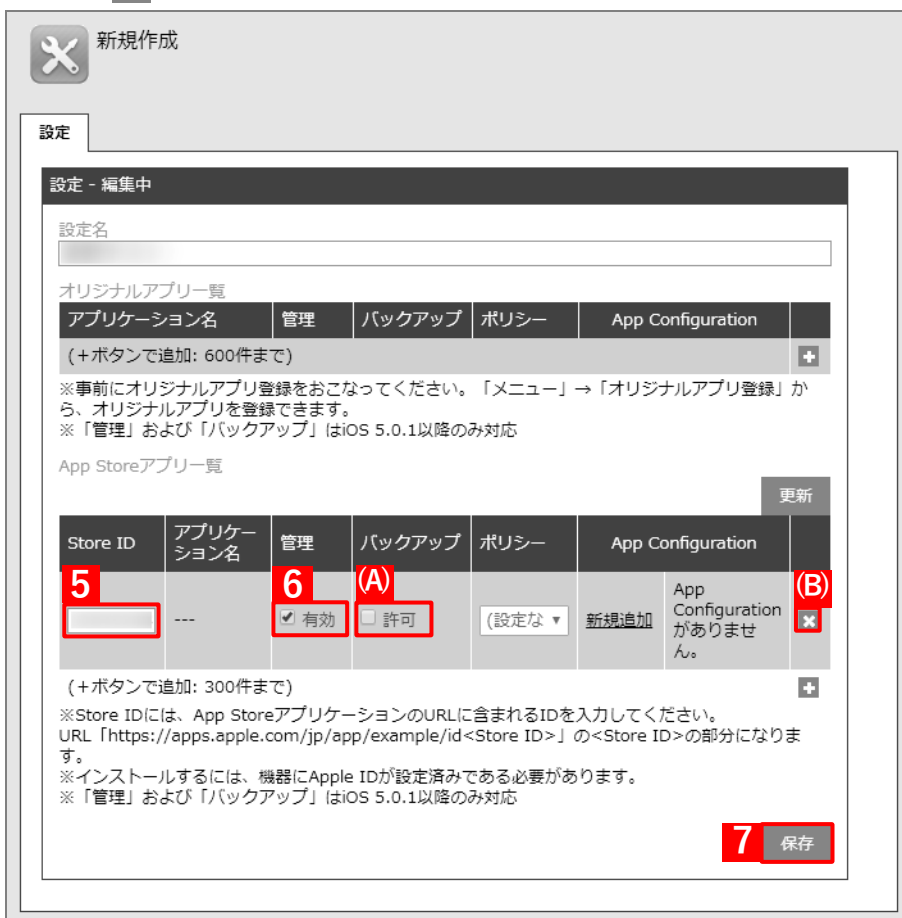 新規作成
設定
設定 - 編集中
設定名
オリジナルアプリ一覧
アプリケーション名 管理 バックアップ ポリシー App Configuration
(+ボタンで追加: 600件まで)
※事前にオリジナルアプリ登録をおこなってください。「メニュー」→「オリジナルアプリ登録」か
ら、オリジナルアプリを登録できます。
※「管理」および「バックアップ」はiOS 5.0.1以降のみ対応
App Storeアプリ一覧
更新
Store ID アプリケー
ション名 管理 バックアップ ポリシー App Configuration
5 6 (A) (B)
--- 有効 許可 (設定な ▼ 新規追加 App
Configuration
がありませ
ん。
(+ボタンで追加: 300件まで)
※Store IDには、App StoreアプリケーションのURLに含まれるIDを入力してください。
URL「https://apps.apple.com/jp/app/example/id<Store ID>」の<Store ID>の部分になりま
す。
※インストールするには、機器にApple IDが設定済みである必要があります。
※「管理」および「バックアップ」はiOS 5.0.1以降のみ対応
7 保存